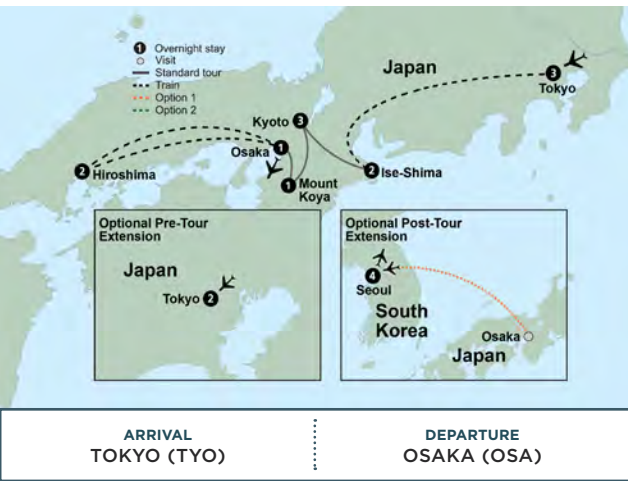 1 Overnight stay
Visit
Standard tour
Train
Option 1
Option 2
Japan
3
Tokyo
Kyoto 3
Osaka 1
2 Hiroshima
2 Ise-Shima
1 Mount
Koya
Optional Pre-Tour
Extension
Japan
Tokyo 2
Optional Post-Tour
Extension
4
Seoul
South
Korea
Osaka
Japan
ARRIVAL
TOKYO (TYO)
DEPARTURE
OSAKA (OSA)